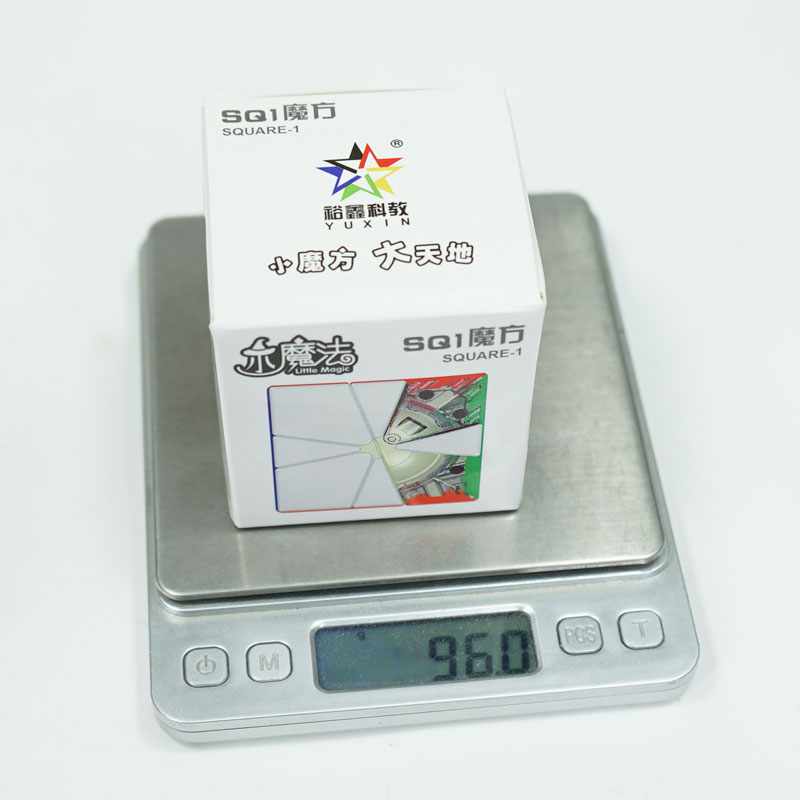 SQ1魔方
SQUARE-1
®
裕鑫科教
YUXIN
小魔方 大天地
小魔法
Little Magic
SQ1魔方
SQUARE-1
g
96.0
M
PCS
T